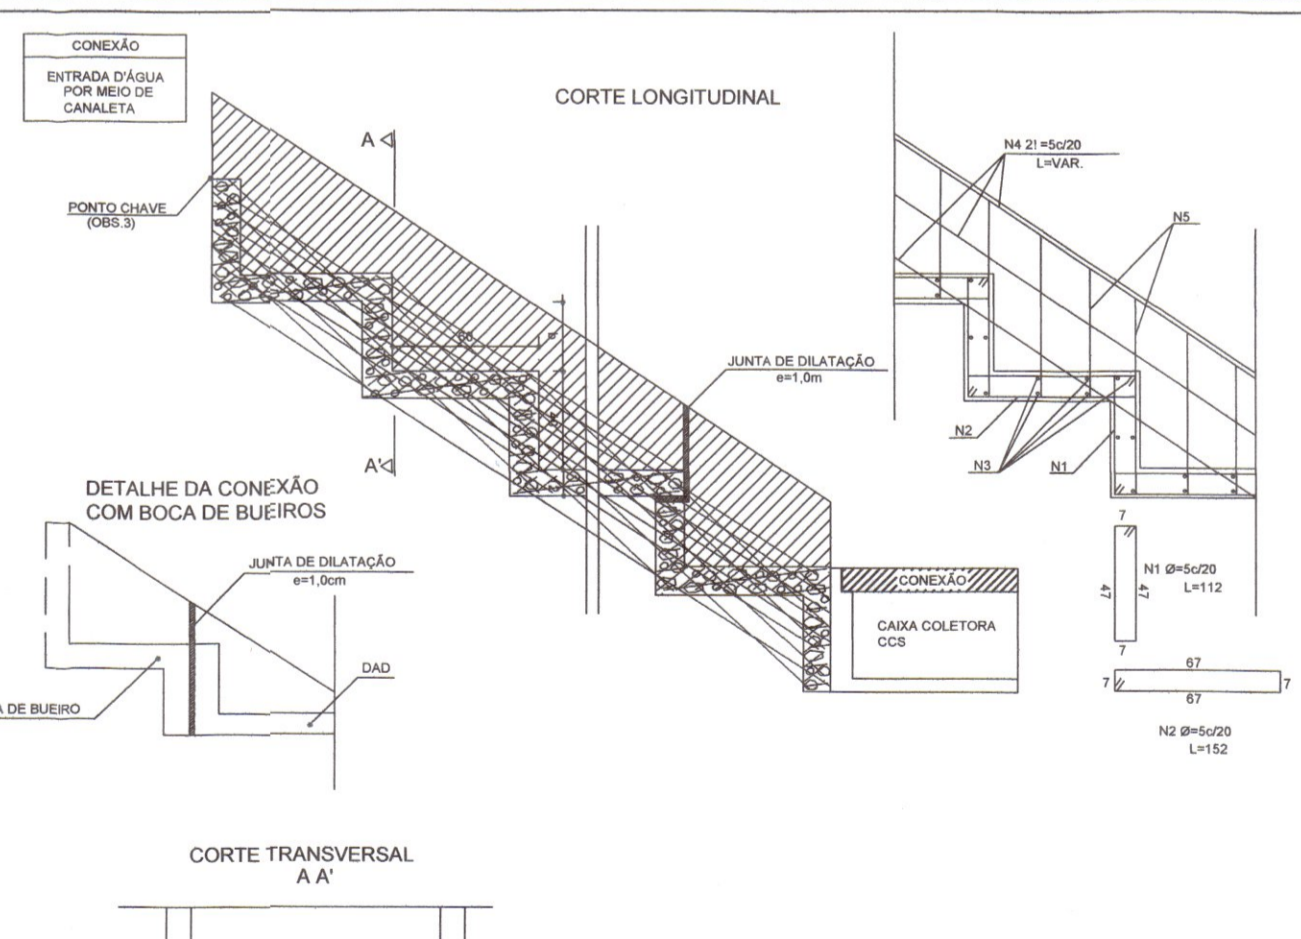 CONEXÃO
ENTRADA D'ÁGUA
POR MEIO DE
CANALETA
CORTE LONGITUDINAL
A
PONTO CHAVE
(OBS.3)
60
a
JUNTA DE DILATAÇÃO
e=1,0m
A'
N4 2! =5c/20
L=VAR.
N5
N2
N3
N1
DETALHE DA CONEXÃO
COM BOCA DE BUEIROS
JUNTA DE DILATAÇÃO
e=1,0cm
DAD
A DE BUEIRO
CONEXÃO
CAIXA COLETORA
CCS
7
47
47
N1 Ø=5c/20
L=112
7
67
7
7
67
N2 Ø=5c/20
L=152
CORTE TRANSVERSAL
A A'